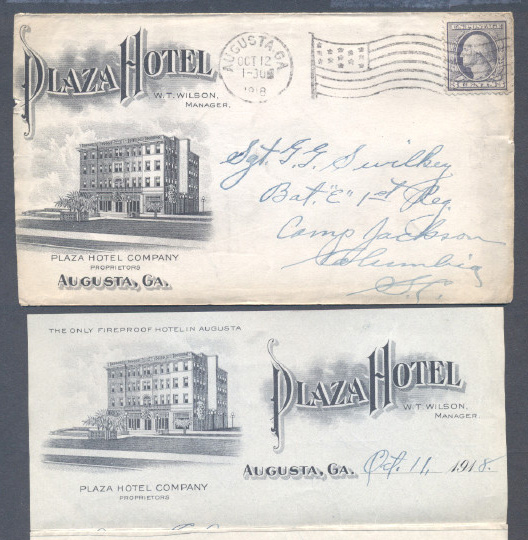 PLAZA HOTEL
W. T. WILSON,
MANAGER.
PLAZA HOTEL COMPANY
PROPRIETORS
AUGUSTA, GA.
AUGUSTA, GA.
OCT 12
1918
U.S. POSTAGE
3 CENTS 3
Sgt. G. G. Swilkey
Bat. "E" 1st Reg.
Camp Jackson
Columbia
S.C.
THE ONLY FIREPROOF HOTEL IN AUGUSTA
PLAZA HOTEL
W. T. WILSON,
MANAGER.
AUGUSTA, GA. Oct. 11, 1918.
PLAZA HOTEL COMPANY
PROPRIETORS